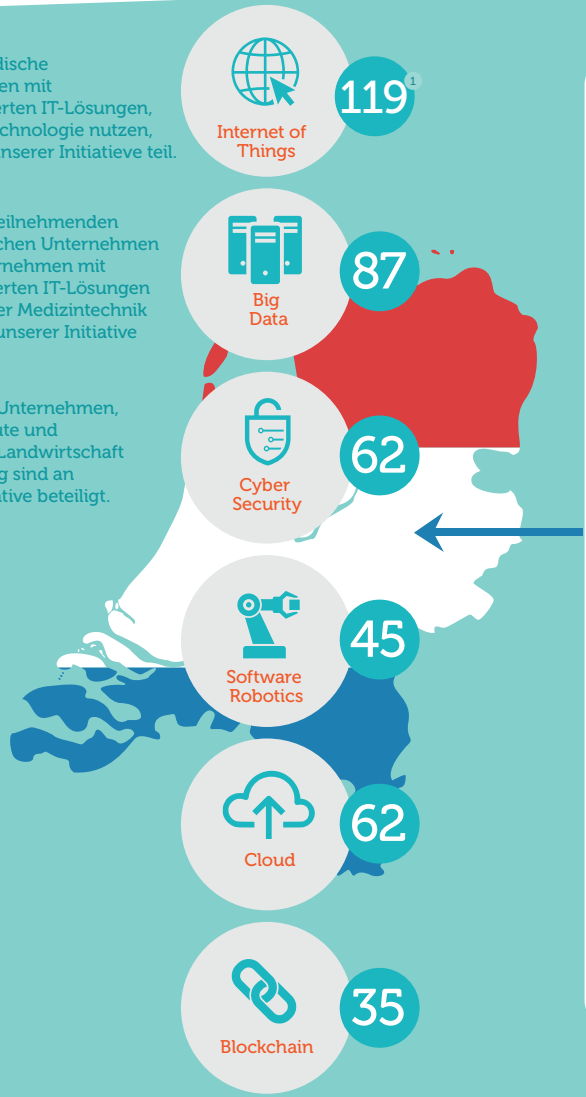 dische
en mit
erten IT-Lösungen,
chnologie nutzen,
unserer Initiatieve teil.
eilnehmenden
chen Unternehmen
rnehmen mit
erten IT-Lösungen
er Medizintechnik
unserer Initiative
Unternehmen,
te und
Landwirtschaft
g sind an
tive beteiligt.
Internet of
Things
119 1
Big
Data
87
Cyber
Security
62
Software
Robotics
45
Cloud
62
Blockchain
35